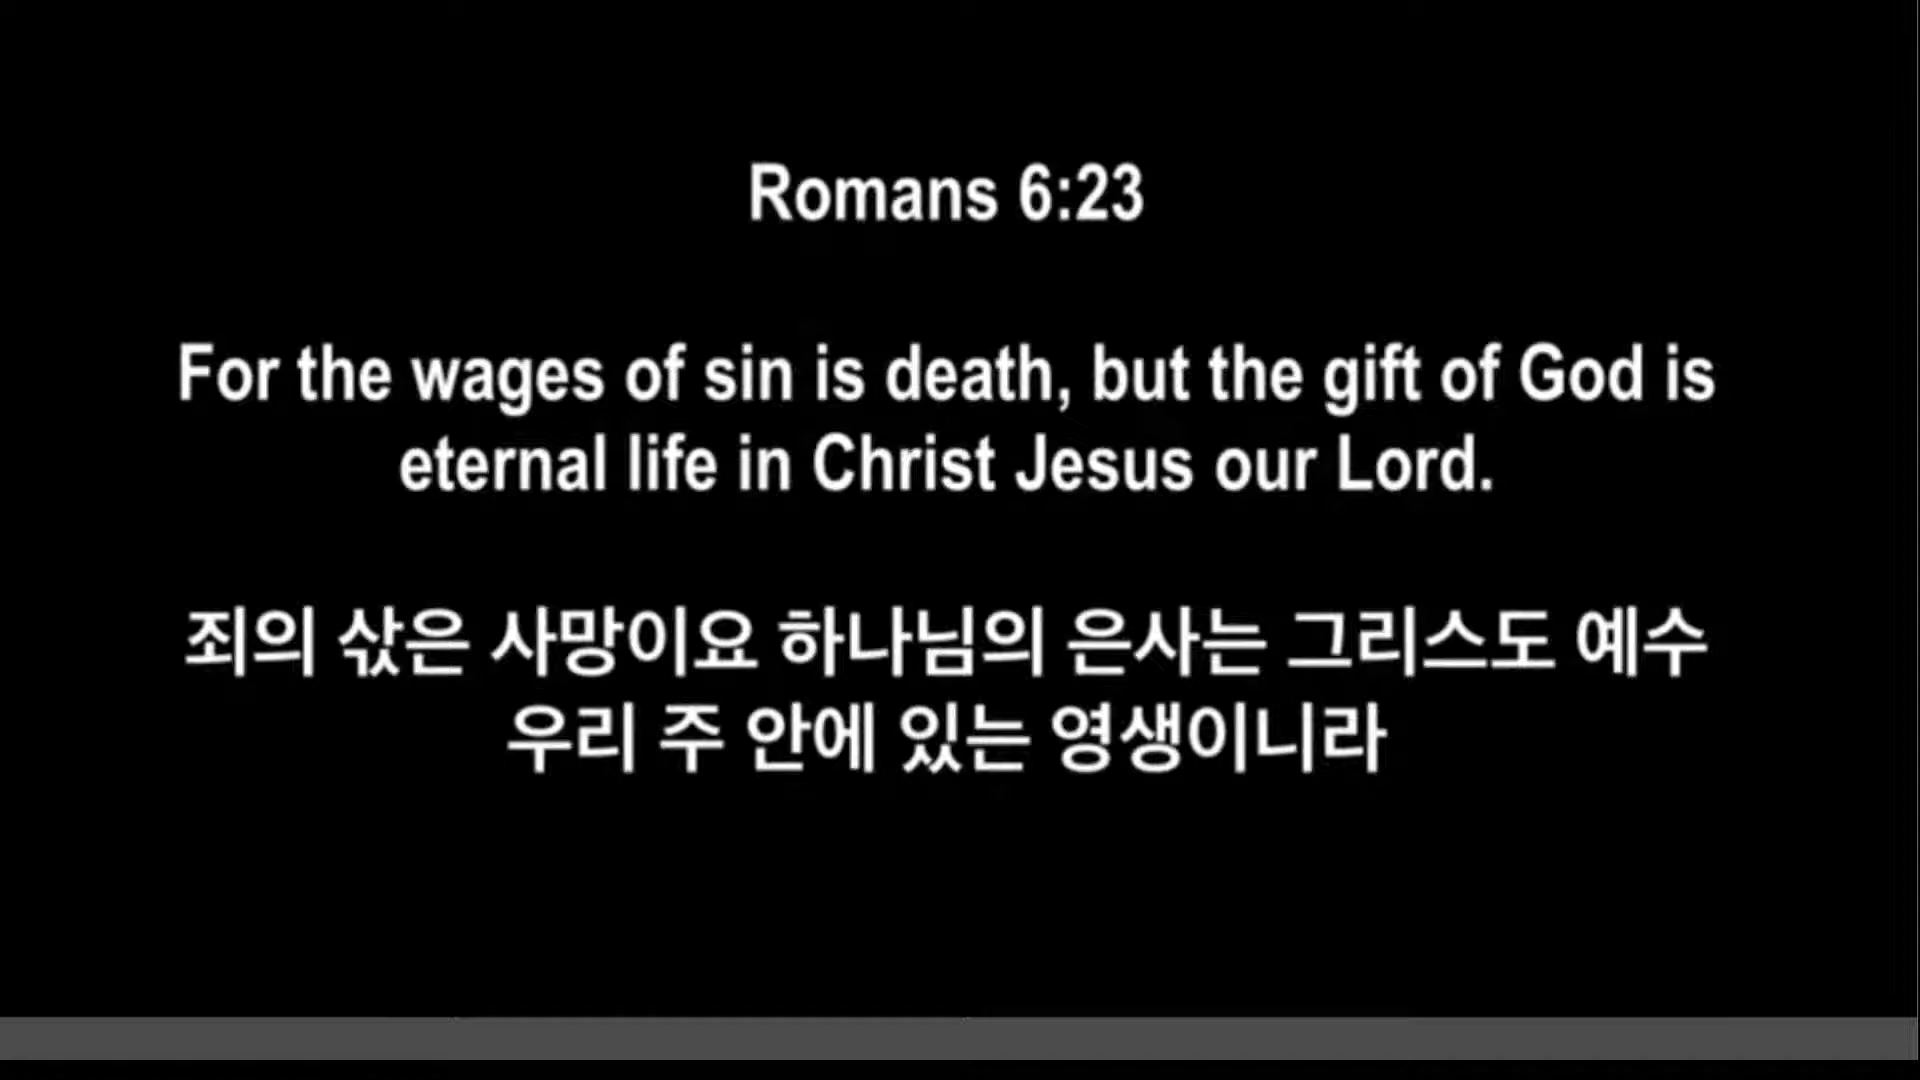 Romans 6:23
For the wages of sin is death, but the gift of God is
eternal life in Christ Jesus our Lord.
죄의 삯은 사망이요 하나님의 은사는 그리스도 예수
우리 주 안에 있는 영생이니라